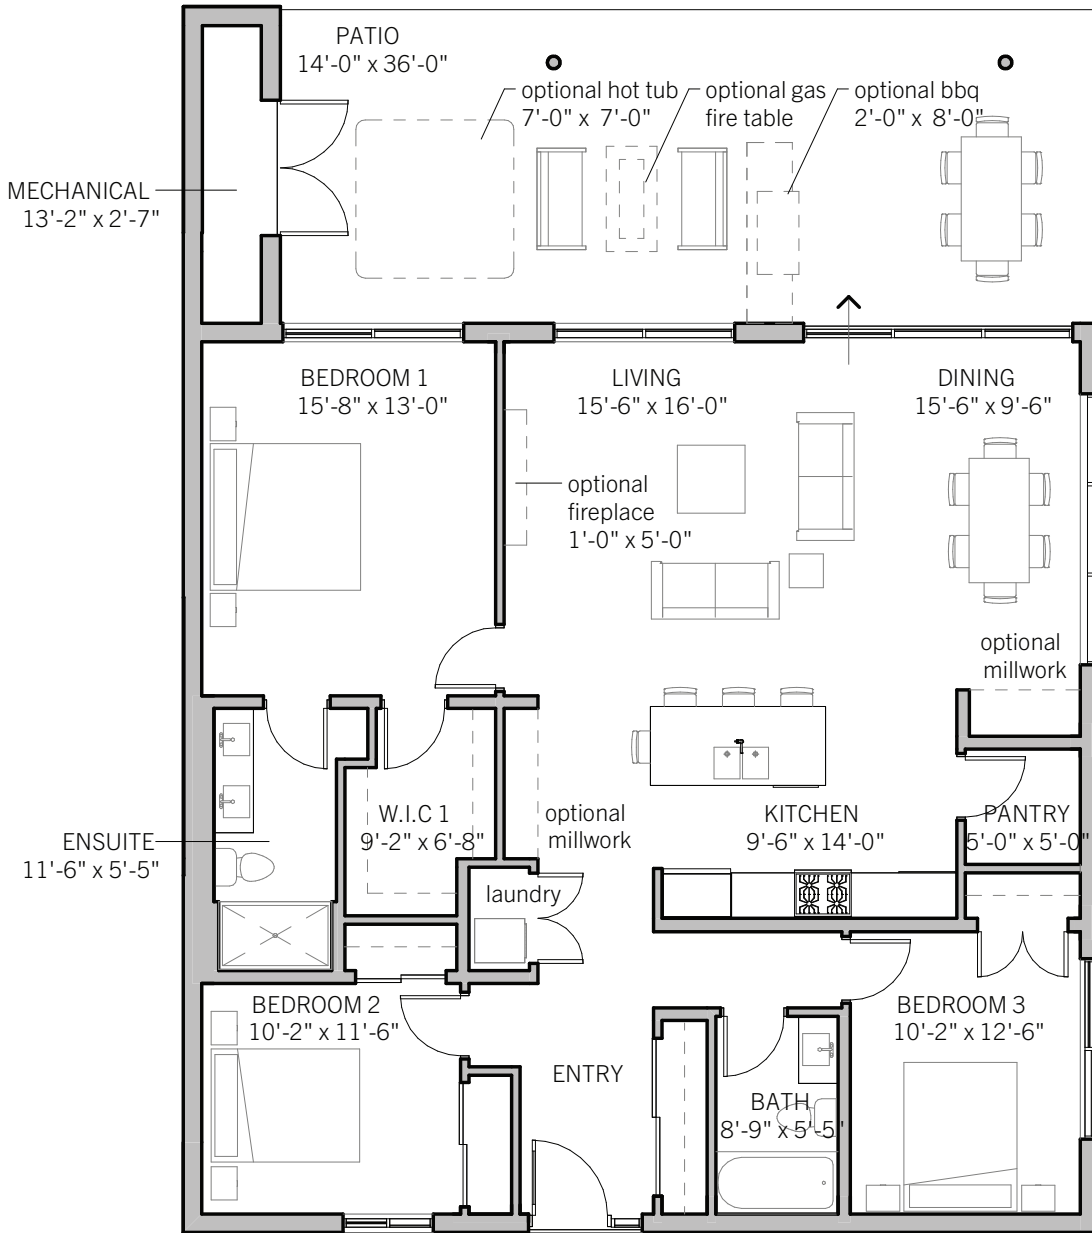 PATIO
14'-0" x 36'-0"
optional hot tub
7'-0" x 7'-0"
optional gas
fire table
optional bbq
2'-0" x 8'-0"
MECHANICAL
13'-2" x 2'-7"
BEDROOM 1
15'-8" x 13'-0"
LIVING
15'-6" x 16'-0"
DINING
15'-6" x 9'-6"
optional
fireplace
1'-0" x 5'-0"
optional
millwork
ENSUITE
11'-6" x 5'-5"
W.I.C 1
9'-2" x 6'-8"
optional
millwork
KITCHEN
9'-6" x 14'-0"
PANTRY
5'-0" x 5'-0"
laundry
BEDROOM 2
10'-2" x 11'-6"
ENTRY
BATH
8'-9" x 5'-5"
BEDROOM 3
10'-2" x 12'-6"